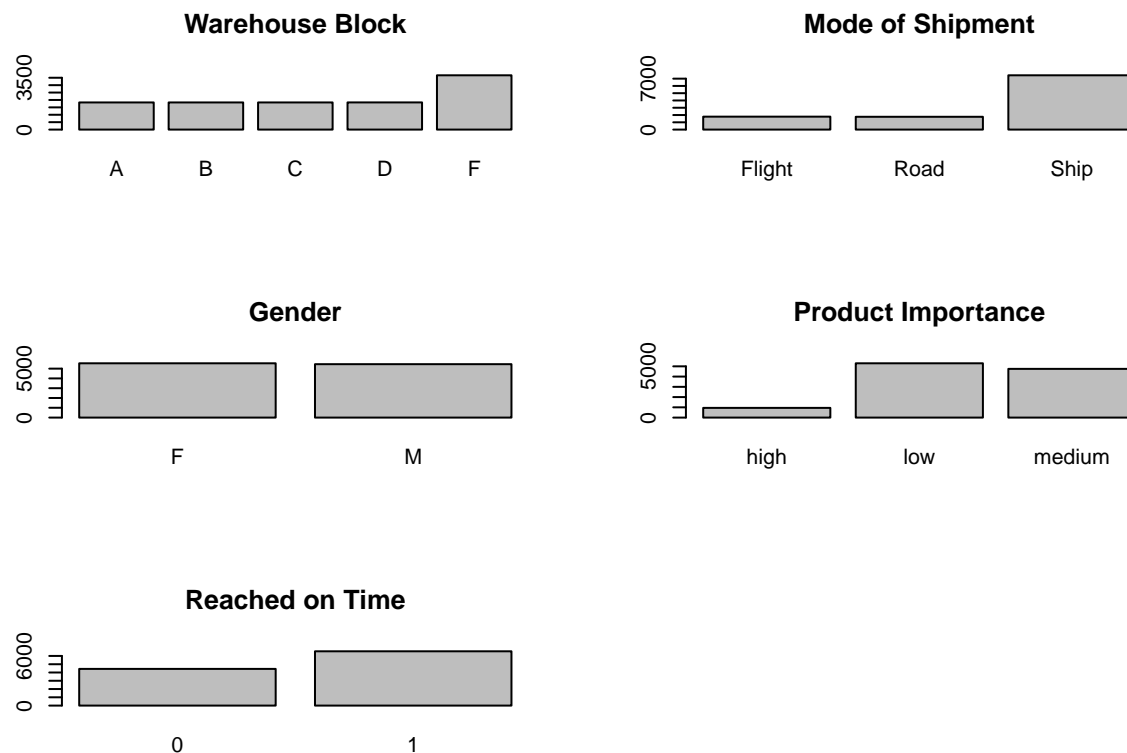 Warehouse Block
3500
0
A B C D F
Mode of Shipment
7000
0
Flight Road Ship
Gender
5000
0
F M
Product Importance
5000
0
high low medium
Reached on Time
6000
0
0 1